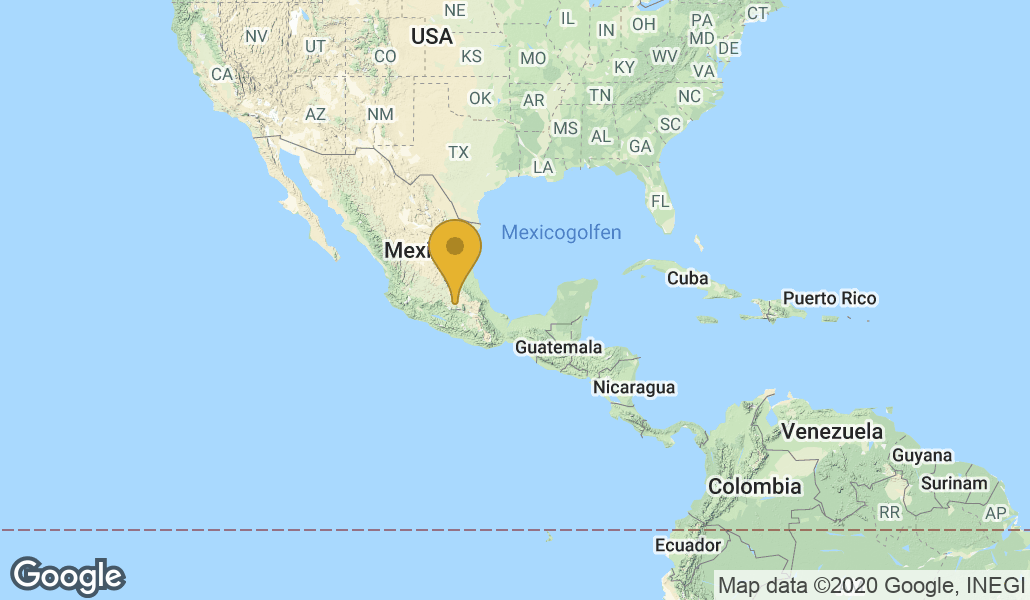 NE
IL
IN
OH
PA
CT
NV
UT
CO
USA
KS
MO
KY
WV
MD
DE
VA
CA
AZ
NM
OK
AR
TN
NC
MS
AL
GA
SC
TX
LA
FL
Mexicogolfen
Mexi
Cuba
Puerto Rico
Guatemala
Nicaragua
Venezuela
Guyana
Colombia
Surinam
RR
AP
Ecuador
Google
Map data ©2020 Google, INEGI